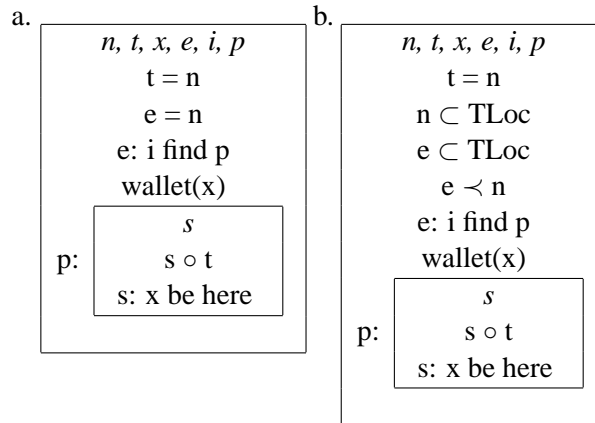 a.
n, t, x, e, i, p
t = n
e = n
e: i find p
wallet(x)
s
p: s ∘ t
s: x be here
b.
n, t, x, e, i, p
t = n
n ⊂ TLoc
e ⊂ TLoc
e ≺ n
e: i find p
wallet(x)
s
p: s ∘ t
s: x be here